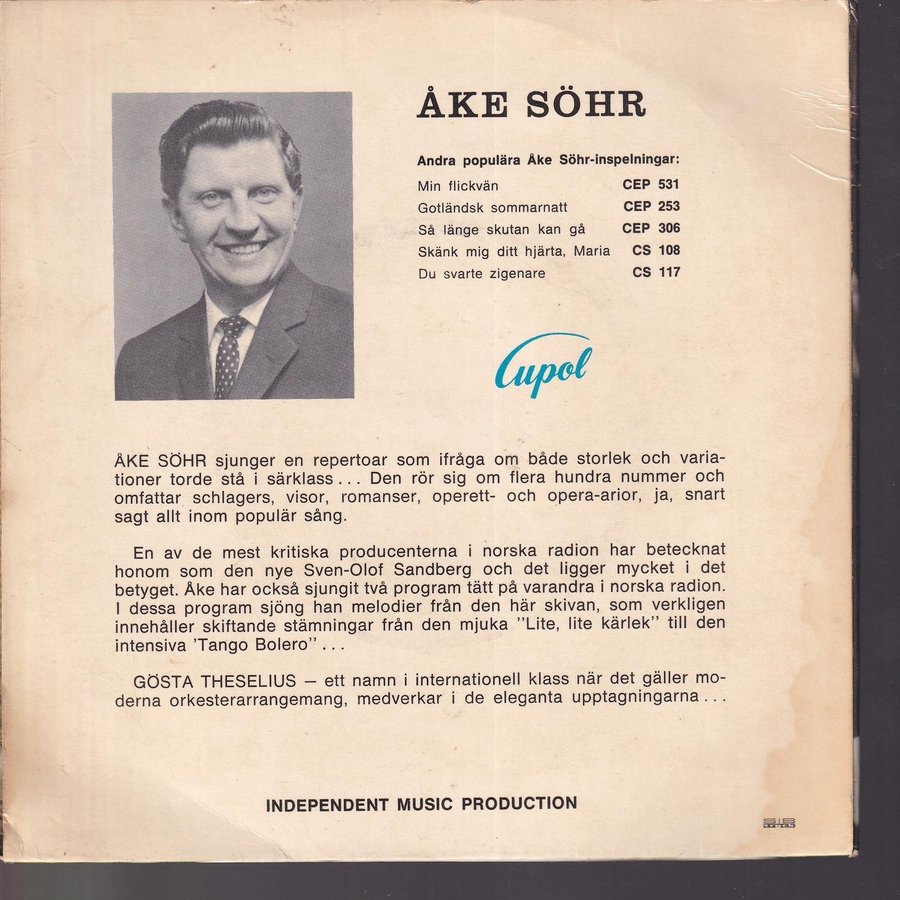 ÅKE SÖHR
Andra populära Åke Söhr-inspelningar:
Min flickvän CEP 531
Gotländsk sommarnatt CEP 253
Så länge skutan kan gå CEP 306
Skänk mig ditt hjärta, Maria CS 108
Du svarte zigenare CS 117
Cupol
ÅKE SÖHR sjunger en repertoar som ifråga om både storlek och varia-
tioner torde stå i särklass... Den rör sig om flera hundra nummer och
omfattar schlagers, visor, romanser, operett- och opera-arior, ja, snart
sagt allt inom populär sång.
En av de mest kritiska producenterna i norska radion har betecknat
honom som den nye Sven-Olof Sandberg och det ligger mycket i det
betyget. Åke har också sjungit två program tätt på varandra i norska radion.
I dessa program sjöng han melodier från den här skivan, som verkligen
innehåller skiftande stämningar från den mjuka "Lite, lite kärlek" till den
intensiva 'Tango Bolero"...
GÖSTA THESELIUS – ett namn i internationell klass när det gäller mo-
derna orkesterarrangemang, medverkar i de eleganta upptagningarna...
INDEPENDENT MUSIC PRODUCTION